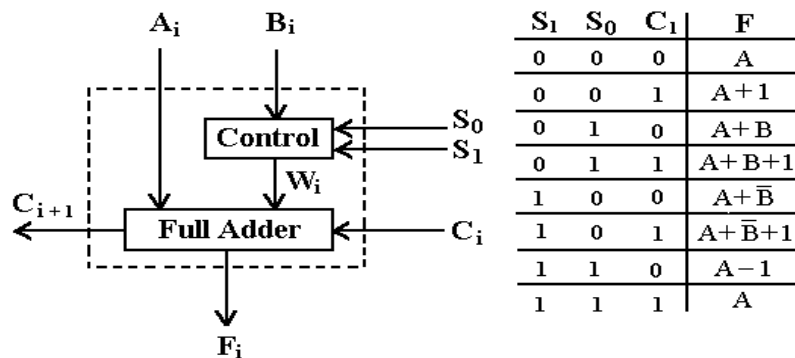 Aᵢ Bᵢ
Control
S₀
S₁
Wᵢ
Cᵢ₊₁
Full Adder
Cᵢ
Fᵢ
S₁ S₀ C₁ F
0 0 0 A
0 0 1 A+1
0 1 0 A+B
0 1 1 A+B+1
1 0 0 A+B̅
1 0 1 A+B̅+1
1 1 0 A−1
1 1 1 A